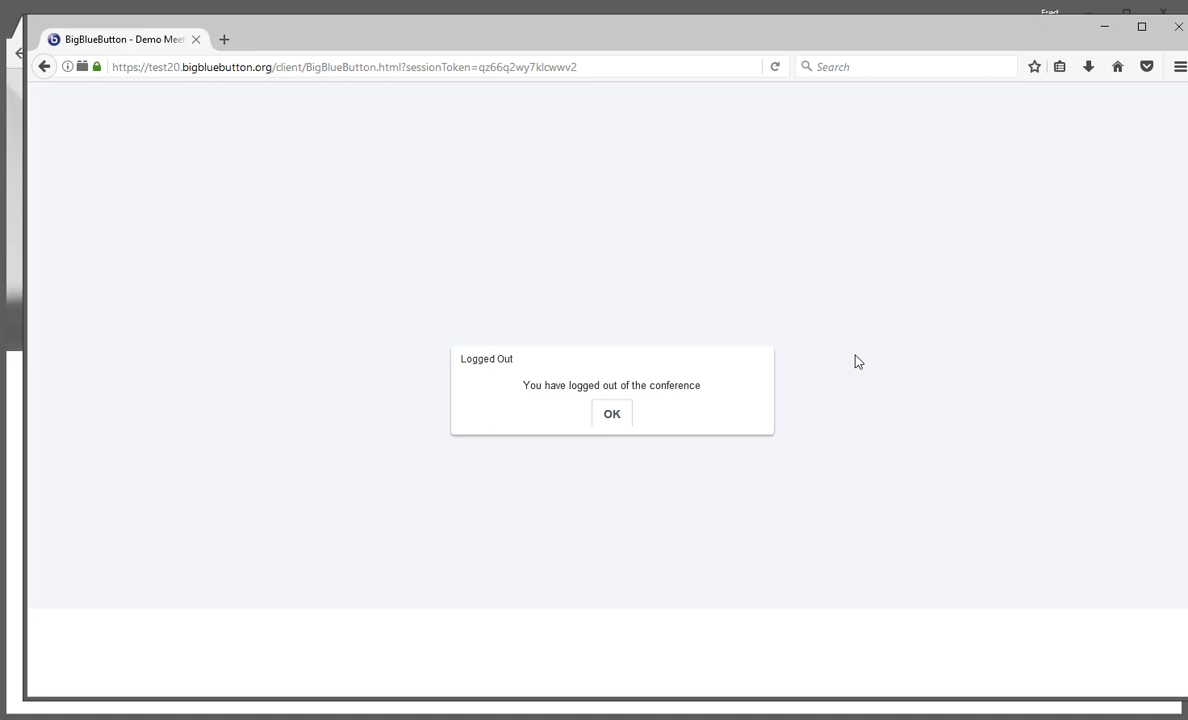 Fred
BigBlueButton - Demo Meet
https://test20.bigbluebutton.org/client/BigBlueButton.html?sessionToken=qz66q2wy7klcwwv2
Search
Logged Out
You have logged out of the conference
OK